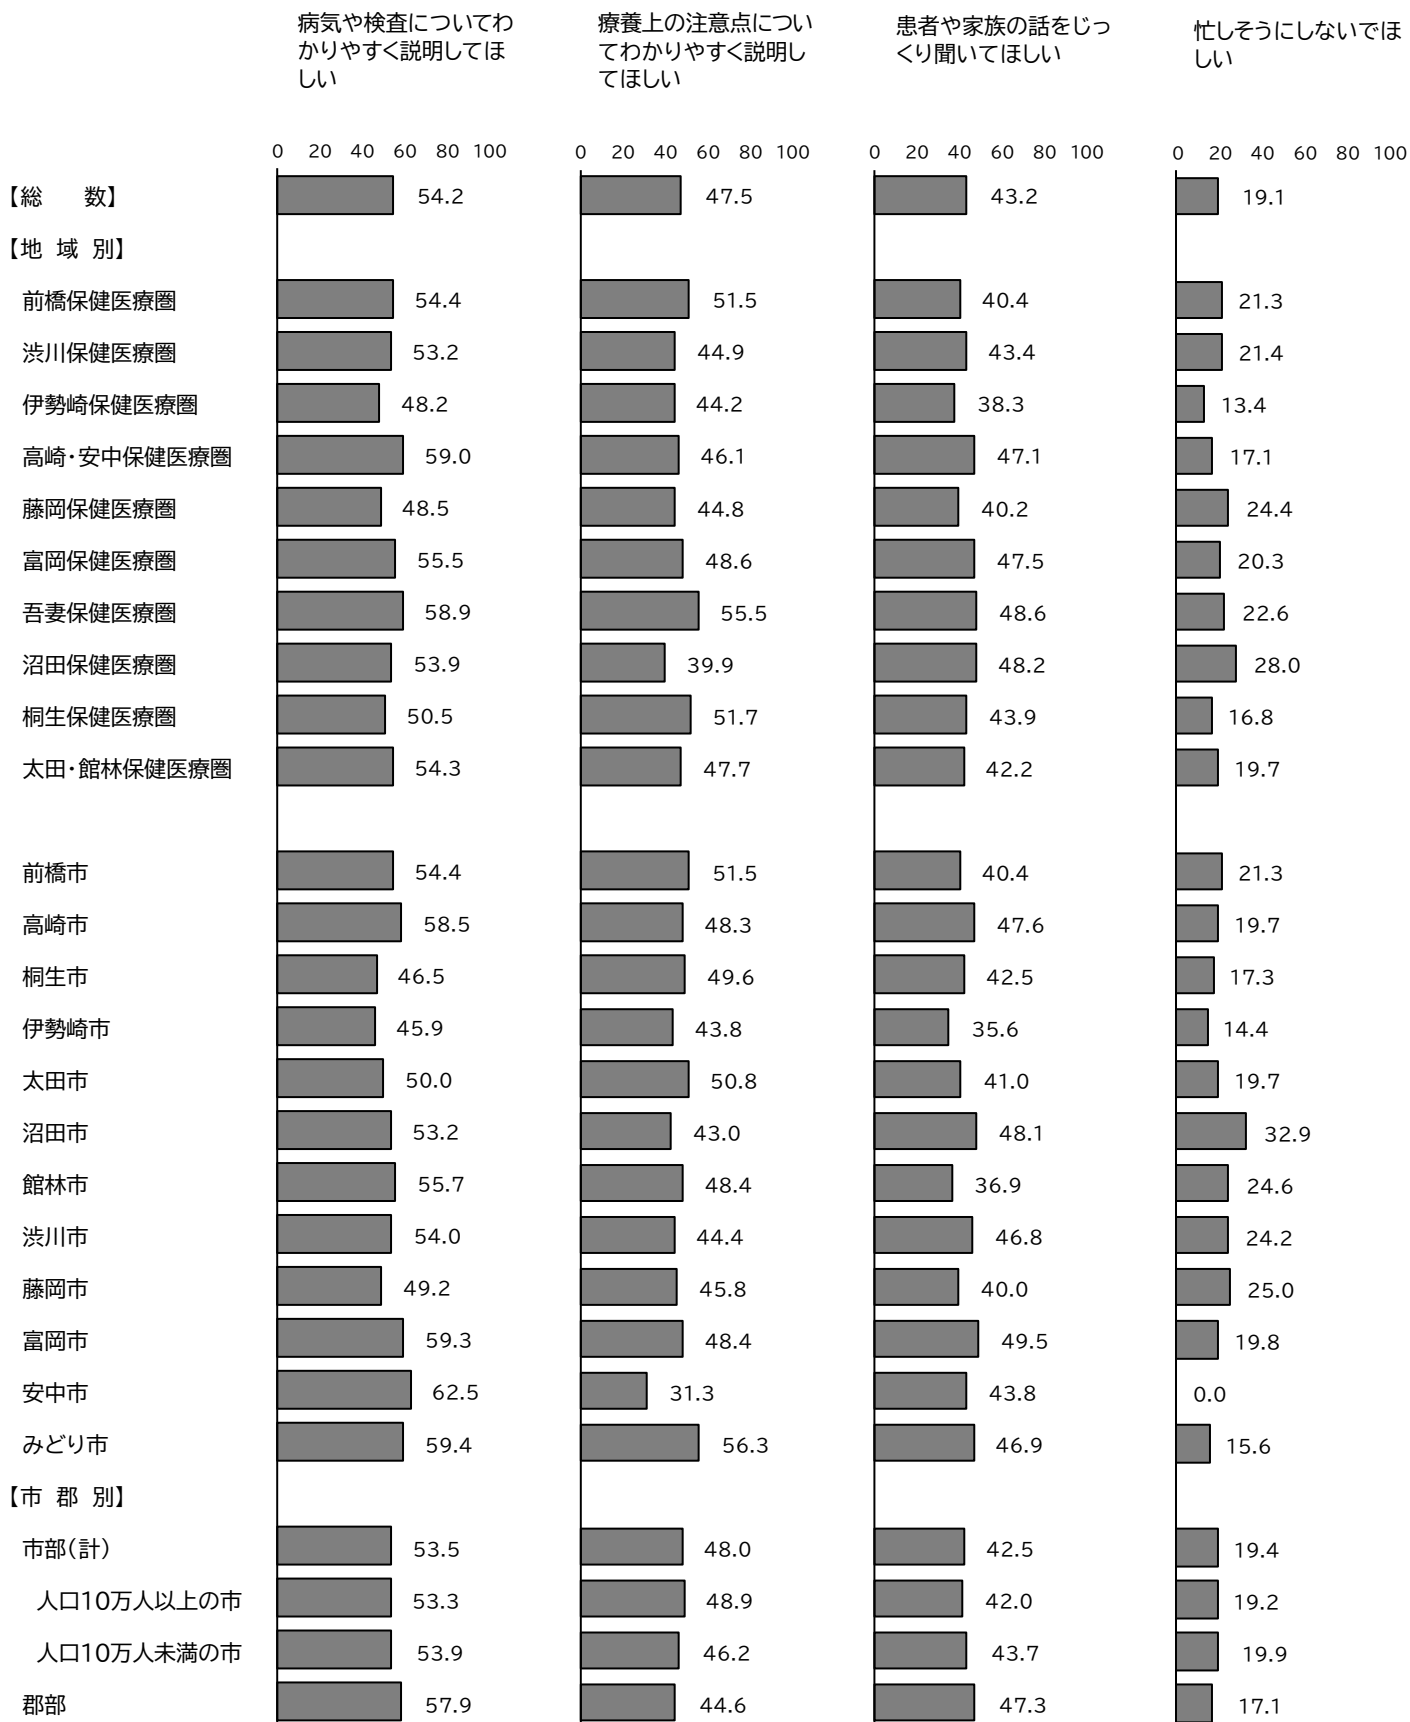 病気や検査についてわ
かりやすく説明してほ
しい
療養上の注意点につい
てわかりやすく説明し
てほしい
患者や家族の話をじっ
くり聞いてほしい
忙しそうにしないでほ
しい
0 20 40 60 80 100 0 20 40 60 80 100 0 20 40 60 80 100 0 20 40 60 80 100
【総 数】 54.2 47.5 43.2 19.1
【地 域 別】
前橋保健医療圏 54.4 51.5 40.4 21.3
渋川保健医療圏 53.2 44.9 43.4 21.4
伊勢崎保健医療圏 48.2 44.2 38.3 13.4
高崎・安中保健医療圏 59.0 46.1 47.1 17.1
藤岡保健医療圏 48.5 44.8 40.2 24.4
富岡保健医療圏 55.5 48.6 47.5 20.3
吾妻保健医療圏 58.9 55.5 48.6 22.6
沼田保健医療圏 53.9 39.9 48.2 28.0
桐生保健医療圏 50.5 51.7 43.9 16.8
太田・館林保健医療圏 54.3 47.7 42.2 19.7
前橋市 54.4 51.5 40.4 21.3
高崎市 58.5 48.3 47.6 19.7
桐生市 46.5 49.6 42.5 17.3
伊勢崎市 45.9 43.8 35.6 14.4
太田市 50.0 50.8 41.0 19.7
沼田市 53.2 43.0 48.1 32.9
館林市 55.7 48.4 36.9 24.6
渋川市 54.0 44.4 46.8 24.2
藤岡市 49.2 45.8 40.0 25.0
富岡市 59.3 48.4 49.5 19.8
安中市 62.5 31.3 43.8 0.0
みどり市 59.4 56.3 46.9 15.6
【市 郡 別】
市部（計） 53.5 48.0 42.5 19.4
人口10万人以上の市 53.3 48.9 42.0 19.2
人口10万人未満の市 53.9 46.2 43.7 19.9
郡部 57.9 44.6 47.3 17.1